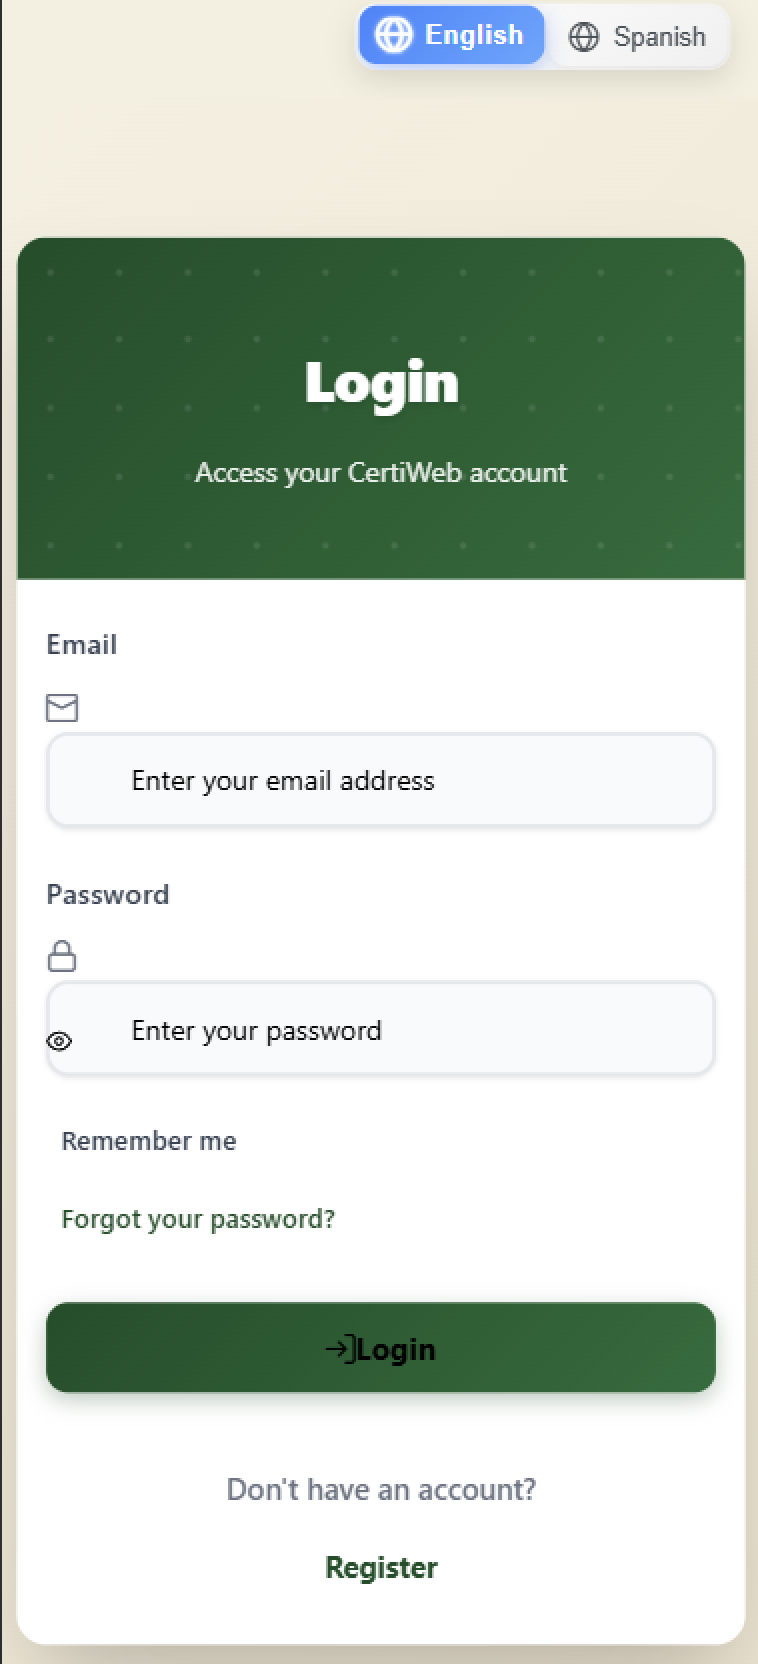 English
Spanish
Login
Access your CertiWeb account
Email
Enter your email address
Password
Enter your password
Remember me
Forgot your password?
Login
Don't have an account?
Register